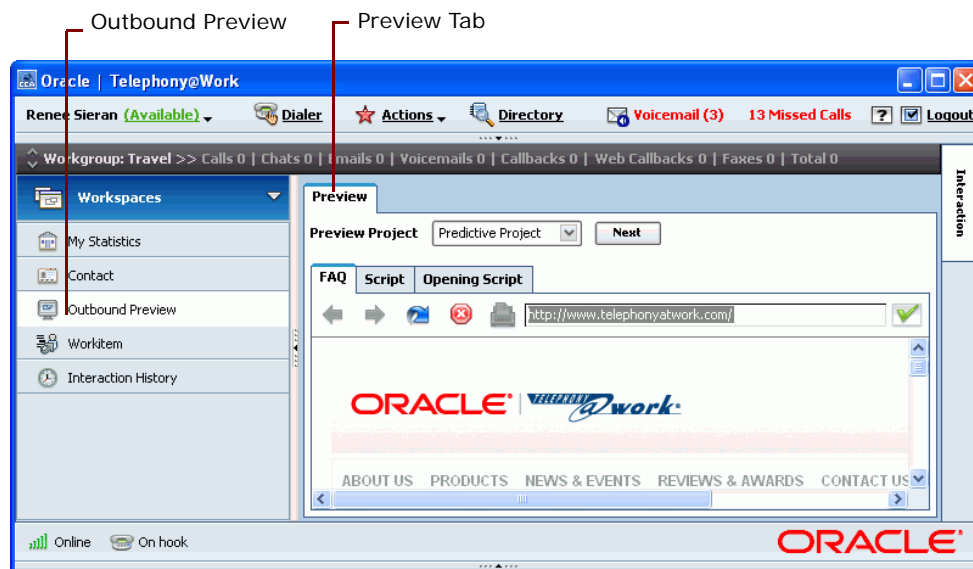 Outbound Preview
Preview Tab
CCA Oracle | Telephony@Work
Renee Sieran (Available) Dialer Actions Directory Voicemail (3) 13 Missed Calls ? Logout
Workgroup: Travel >> Calls 0 | Chats 0 | Emails 0 | Voicemails 0 | Callbacks 0 | Web Callbacks 0 | Faxes 0 | Total 0
Workspaces
My Statistics
Contact
Outbound Preview
Workitem
Interaction History
Preview
Preview Project Predictive Project Next
FAQ Script Opening Script
http://www.telephonyatwork.com/
ORACLE | TELEPHONY@work
ABOUT US PRODUCTS NEWS & EVENTS REVIEWS & AWARDS CONTACT US
Interaction
Online On hook
ORACLE